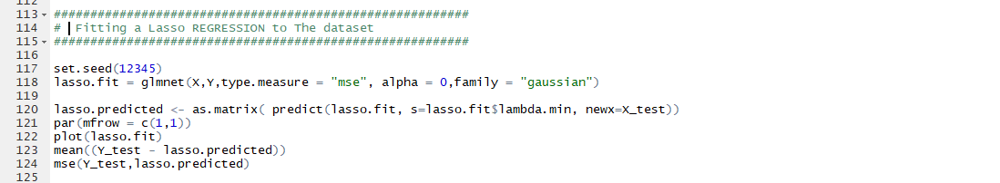 112
113 #########################################################
114 # Fitting a Lasso REGRESSION to The dataset
115 #########################################################
116
117 set.seed(12345)
118 lasso.fit = glmnet(X,Y,type.measure = "mse", alpha = 0,family = "gaussian")
119
120 lasso.predicted <- as.matrix( predict(lasso.fit, s=lasso.fit$lambda.min, newx=X_test))
121 par(mfrow = c(1,1))
122 plot(lasso.fit)
123 mean((Y_test - lasso.predicted))
124 mse(Y_test,lasso.predicted)
125